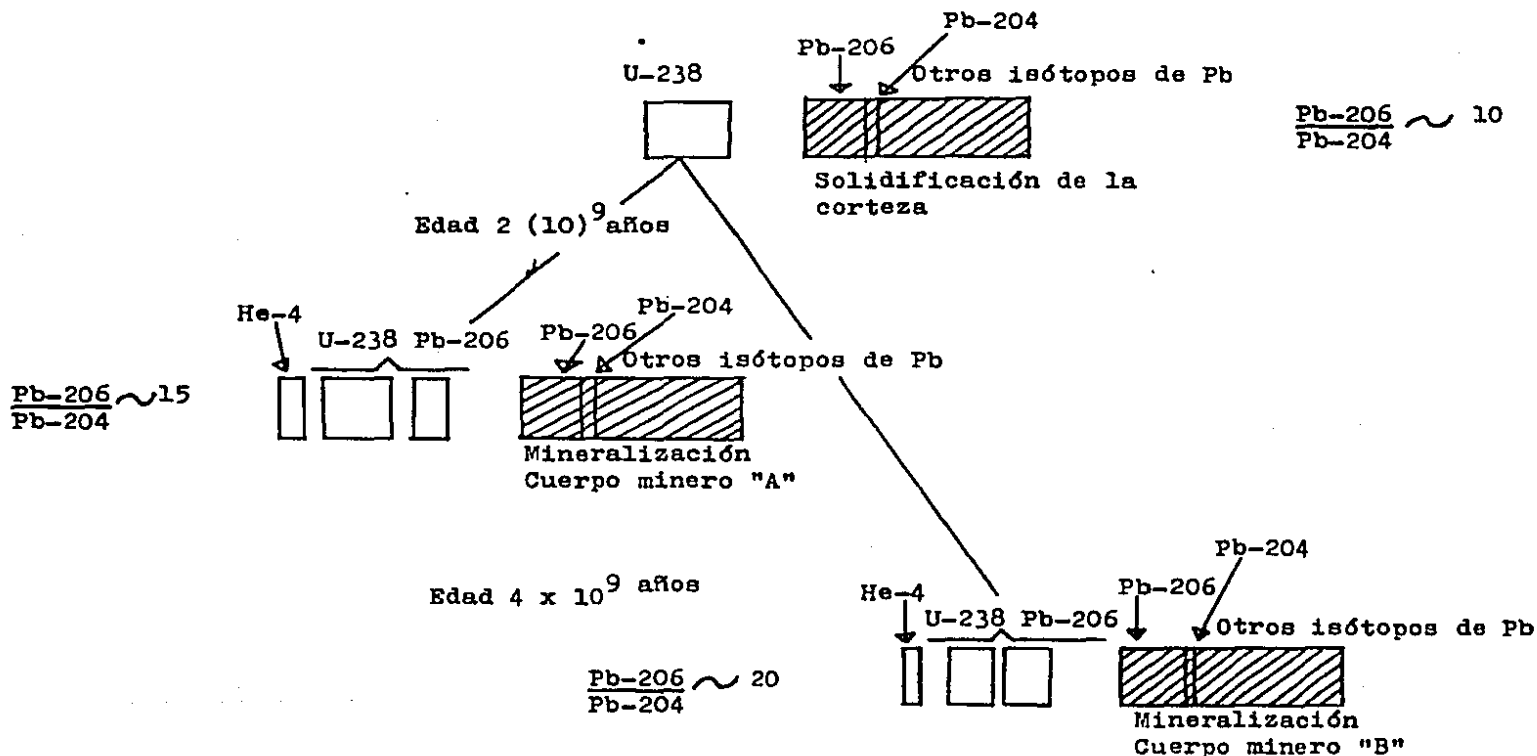 Pb-204
Pb-206
U-238
Otros isótopos de Pb
Pb-206
Pb-204 ~ 10
Solidificación de la
corteza
Edad 2 (10)^9 años
He-4
U-238 Pb-206
Pb-206
Pb-204
Otros isótopos de Pb
Pb-206
Pb-204 ~15
Mineralización
Cuerpo minero "A"
Edad 4 x 10^9 años
He-4
U-238 Pb-206
Pb-206
Pb-204
Otros isótopos de Pb
Pb-206
Pb-204 ~ 20
Mineralización
Cuerpo minero "B"